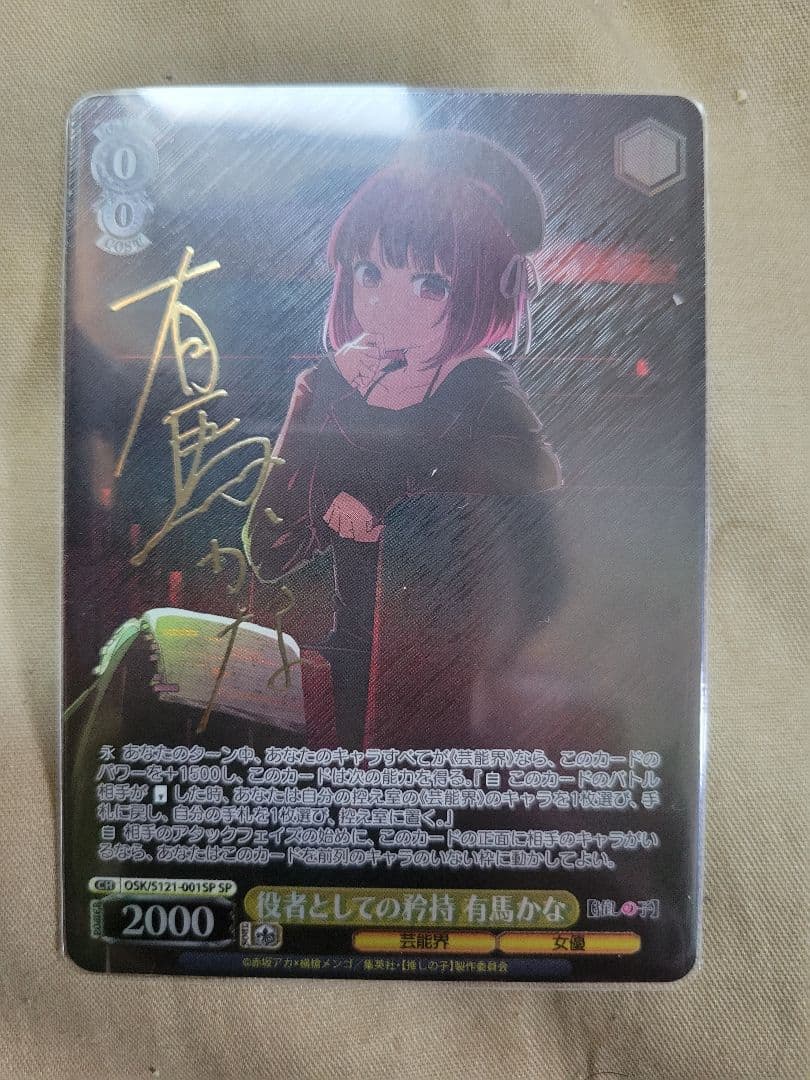 0
0
COST
有馬かな
永 あなたのターン中、あなたのキャラすべてが《芸能界》なら、このカードの
パワーを＋1500し、このカードは次の能力を得る。『自 このカードのバトル
相手が した時、あなたは自分の控え室の《芸能界》のキャラを1枚選び、手
札に戻し、自分の手札を1枚選び、控え室に置く。』
自 相手のアタックフェイズの始めに、このカードの正面に相手のキャラがい
るなら、あなたはこのカードを前列のキャラのいない枠に動かしてよい。
CH OSK/S121-001SP SP
POWER 2000
役者としての矜持 有馬かな
【推しの子】
芸能界 女優
©赤坂アカ×横槍メンゴ／集英社・【推しの子】製作委員会